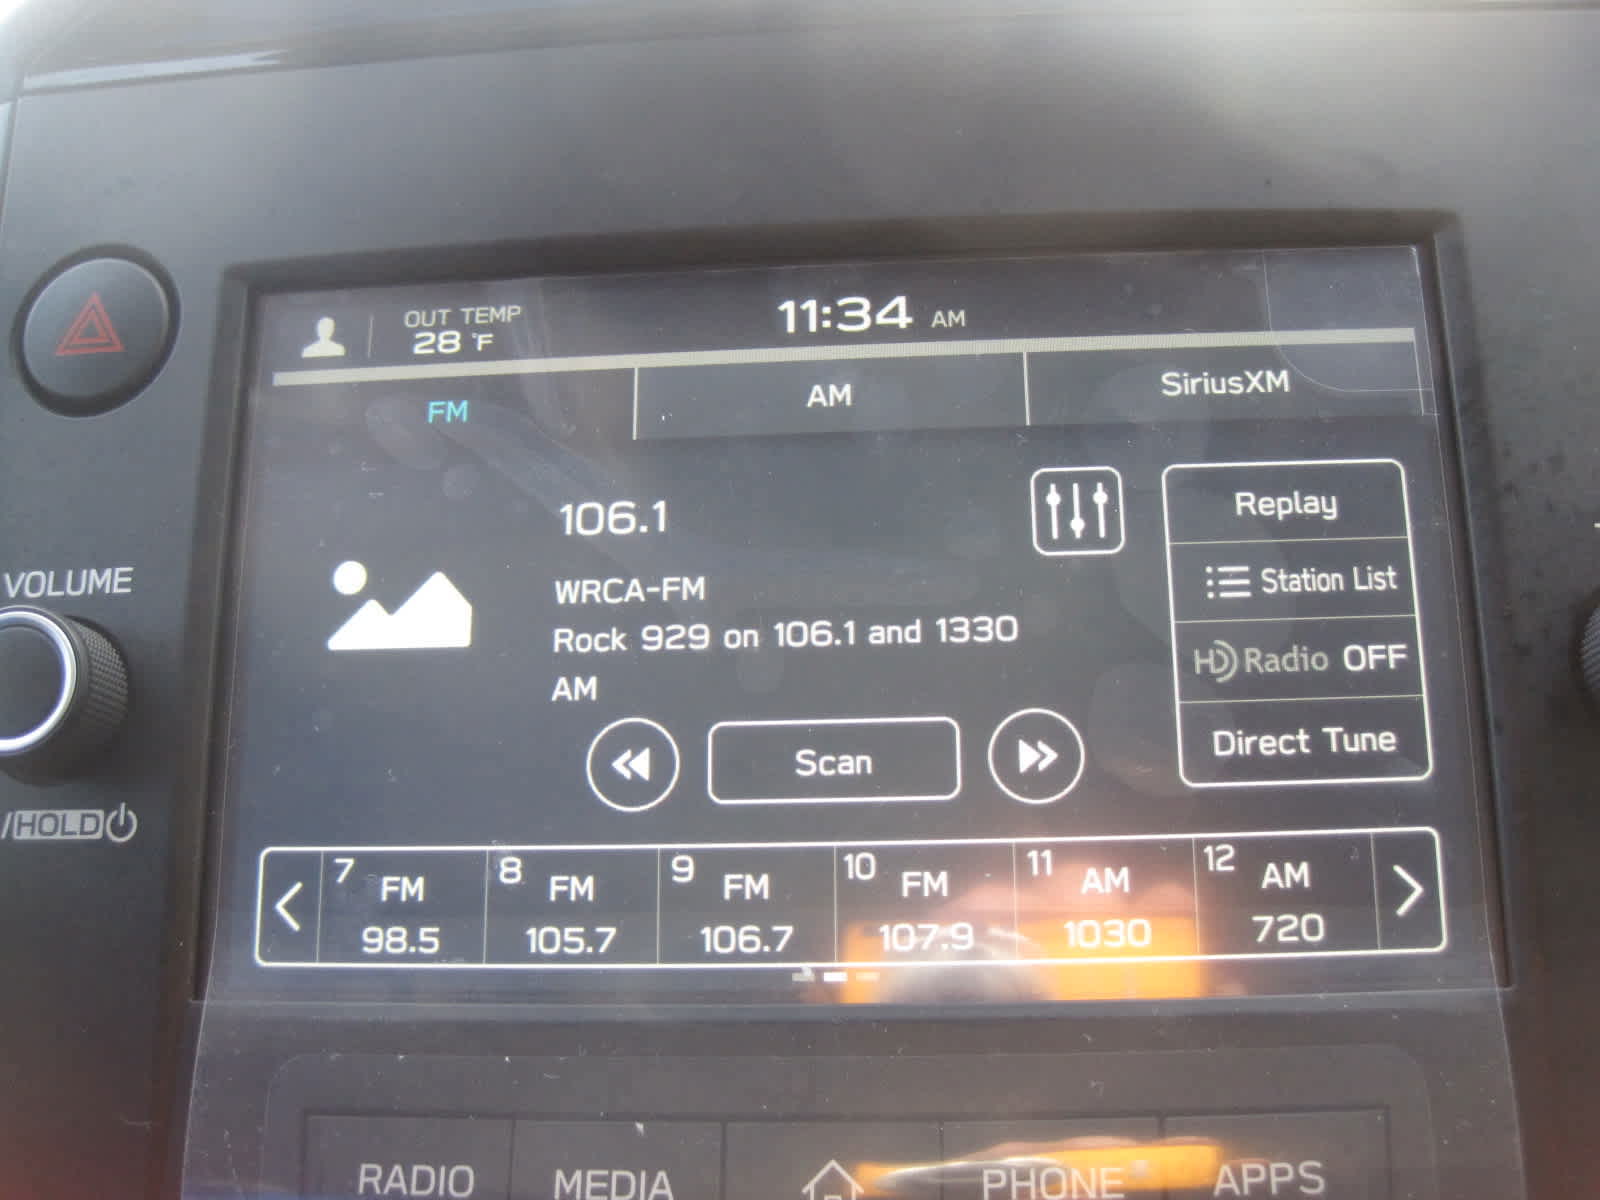 OUT TEMP
28 °F
11:34 AM
FM
AM
SiriusXM
106.1
WRCA-FM
Rock 929 on 106.1 and 1330
AM
Scan
Replay
Station List
HD Radio OFF
Direct Tune
VOLUME
/HOLD
7 FM 98.5
8 FM 105.7
9 FM 106.7
10 FM 107.9
11 AM 1030
12 AM 720
RADIO
MEDIA
PHONE
APPS